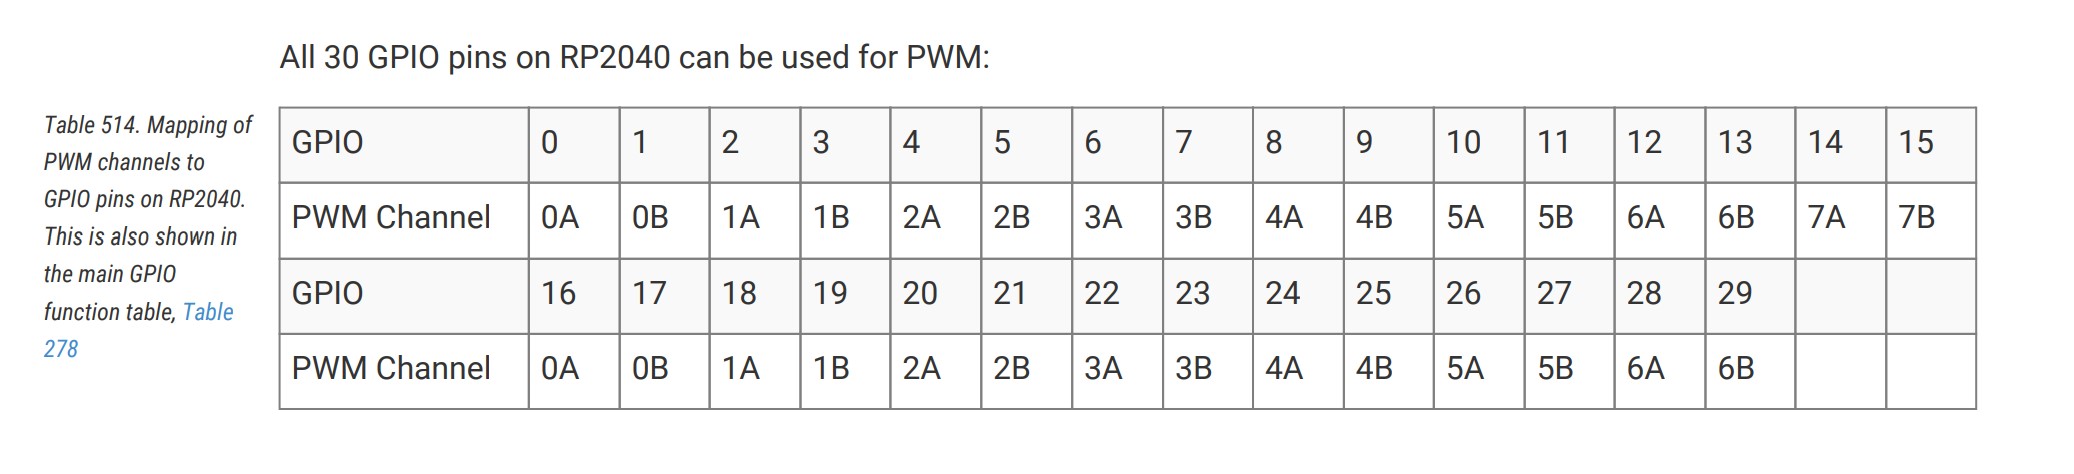 All 30 GPIO pins on RP2040 can be used for PWM:
Table 514. Mapping of
PWM channels to
GPIO pins on RP2040.
This is also shown in
the main GPIO
function table, Table
278
GPIO 0 1 2 3 4 5 6 7 8 9 10 11 12 13 14 15
PWM Channel 0A 0B 1A 1B 2A 2B 3A 3B 4A 4B 5A 5B 6A 6B 7A 7B
GPIO 16 17 18 19 20 21 22 23 24 25 26 27 28 29
PWM Channel 0A 0B 1A 1B 2A 2B 3A 3B 4A 4B 5A 5B 6A 6B